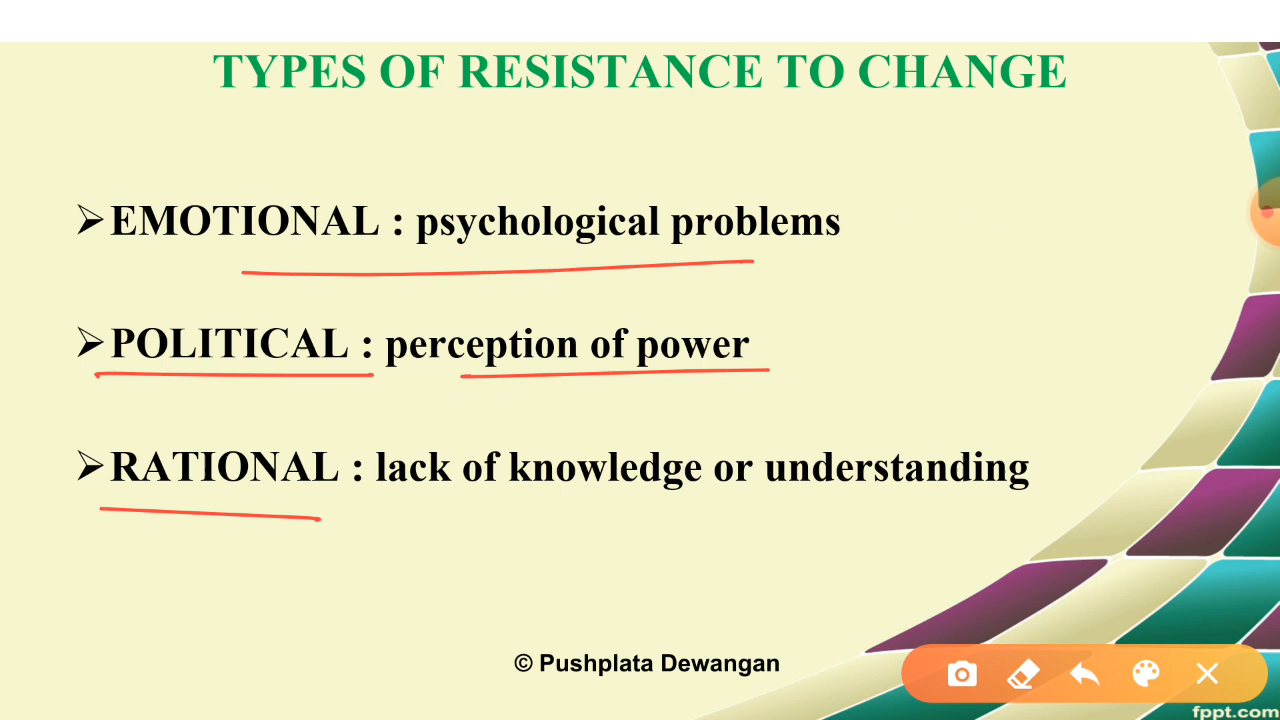 TYPES OF RESISTANCE TO CHANGE
➢EMOTIONAL : psychological problems
➢POLITICAL : perception of power
➢RATIONAL : lack of knowledge or understanding
© Pushplata Dewangan
fppt.com